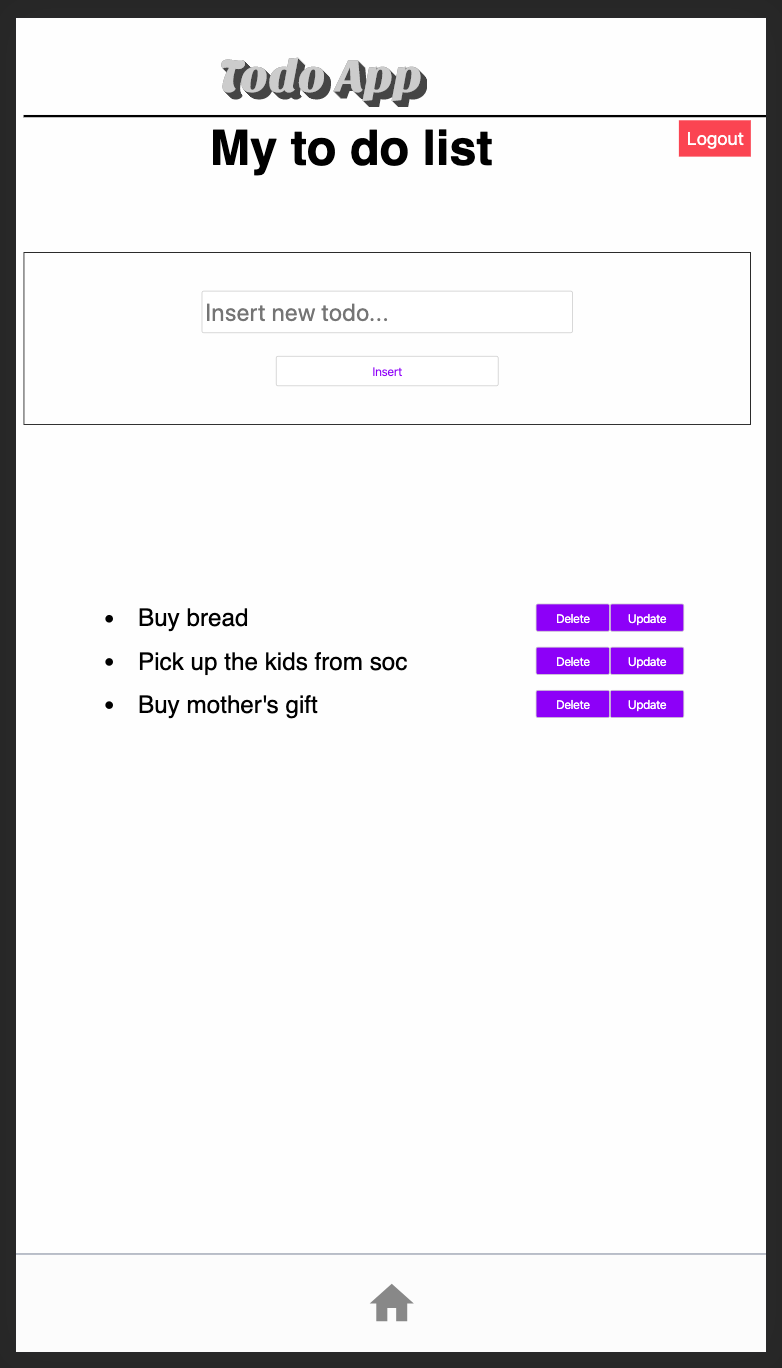 Todo App
My to do list
Logout
Insert new todo...
Insert
Buy bread Delete Update
Pick up the kids from soc Delete Update
Buy mother's gift Delete Update